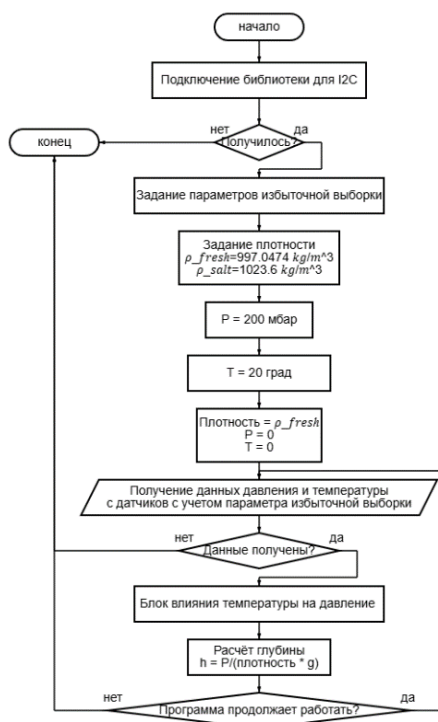 начало
Подключение библиотеки для I2C
нет
да
конец
Получилось?
Задание параметров избыточной выборки
Задание плотности
ρ_fresh=997.0474 kg/m^3
ρ_salt=1023.6 kg/m^3
P = 200 мбар
T = 20 град
Плотность = ρ_fresh
P = 0
T = 0
Получение данных давления и температуры
с датчиков с учетом параметра избыточной выборки
нет
да
Данные получены?
Блок влияния температуры на давление
Расчёт глубины
h = P/(плотность * g)
нет
да
Программа продолжает работать?